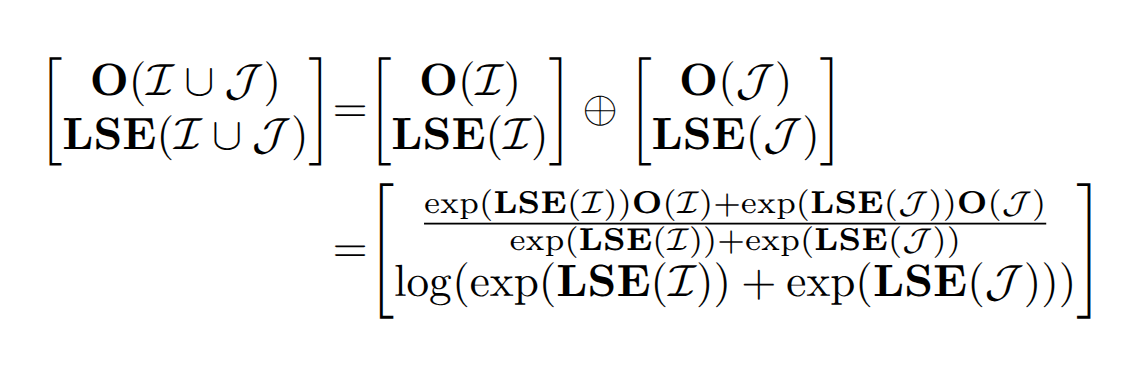 [ O(ℐ ∪ 𝒥) ; LSE(ℐ ∪ 𝒥) ] = [ O(ℐ) ; LSE(ℐ) ] ⊕ [ O(𝒥) ; LSE(𝒥) ]
= [ exp(LSE(ℐ))O(ℐ)+exp(LSE(𝒥))O(𝒥) / exp(LSE(ℐ))+exp(LSE(𝒥)) ; log(exp(LSE(ℐ)) + exp(LSE(𝒥))) ) ]